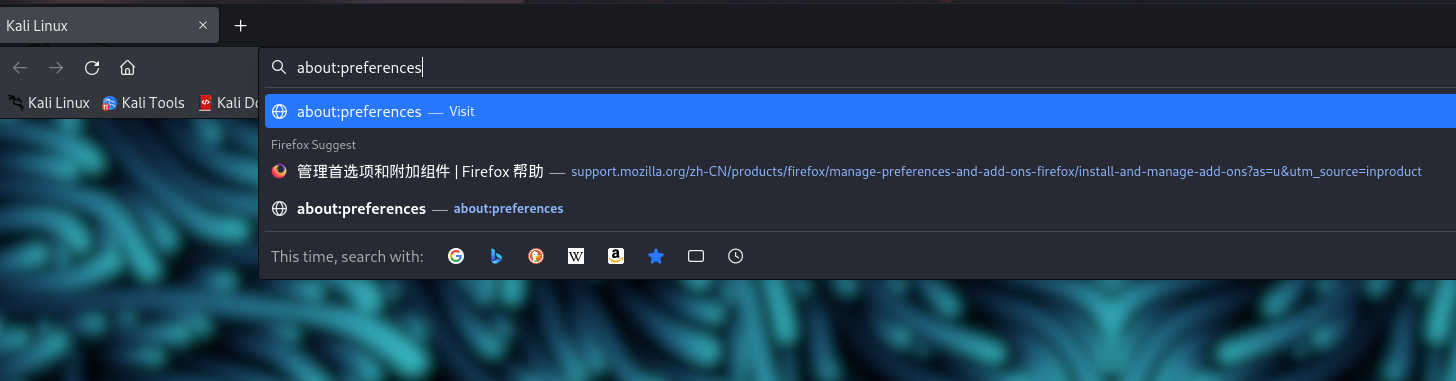 Kali Linux
about:preferences
Kali Linux Kali Tools Kali Do
about:preferences — Visit
Firefox Suggest
管理首选项和附加组件 | Firefox 帮助 — support.mozilla.org/zh-CN/products/firefox/manage-preferences-and-add-ons-firefox/install-and-manage-add-ons?as=u&utm_source=inproduct
about:preferences — about:preferences
This time, search with: